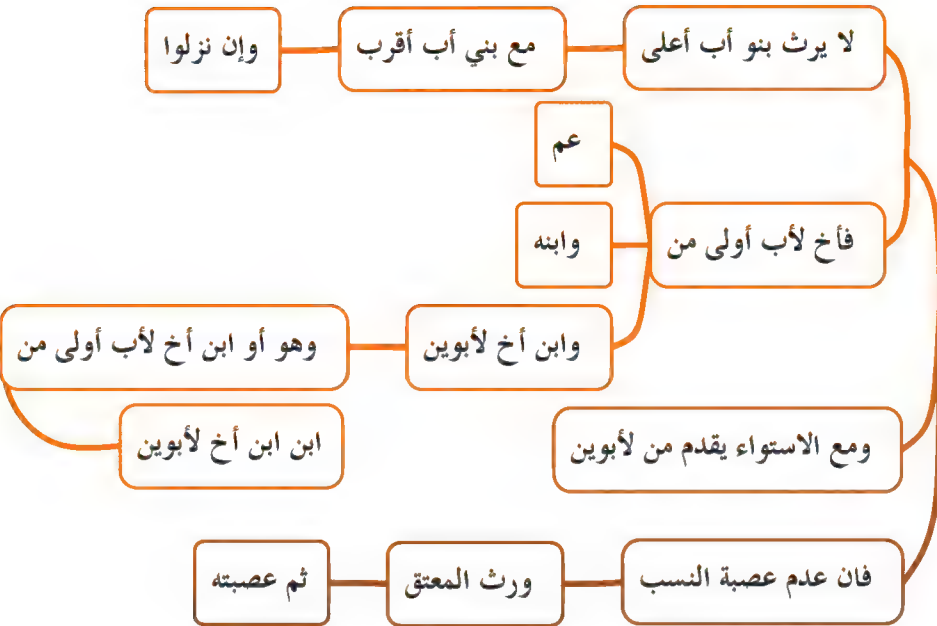 لا يرث بنو أب أعلى
مع بني أب أقرب
وإن نزلوا
فأخ لأب أولى من
عم
وابنه
وابن أخ لأبوين
وهو أو ابن أخ لأب أولى من
ابن ابن أخ لأبوين
ومع الاستواء يقدم من لأبوين
فان عدم عصبة النسب
ورث المعتق
ثم عصبته